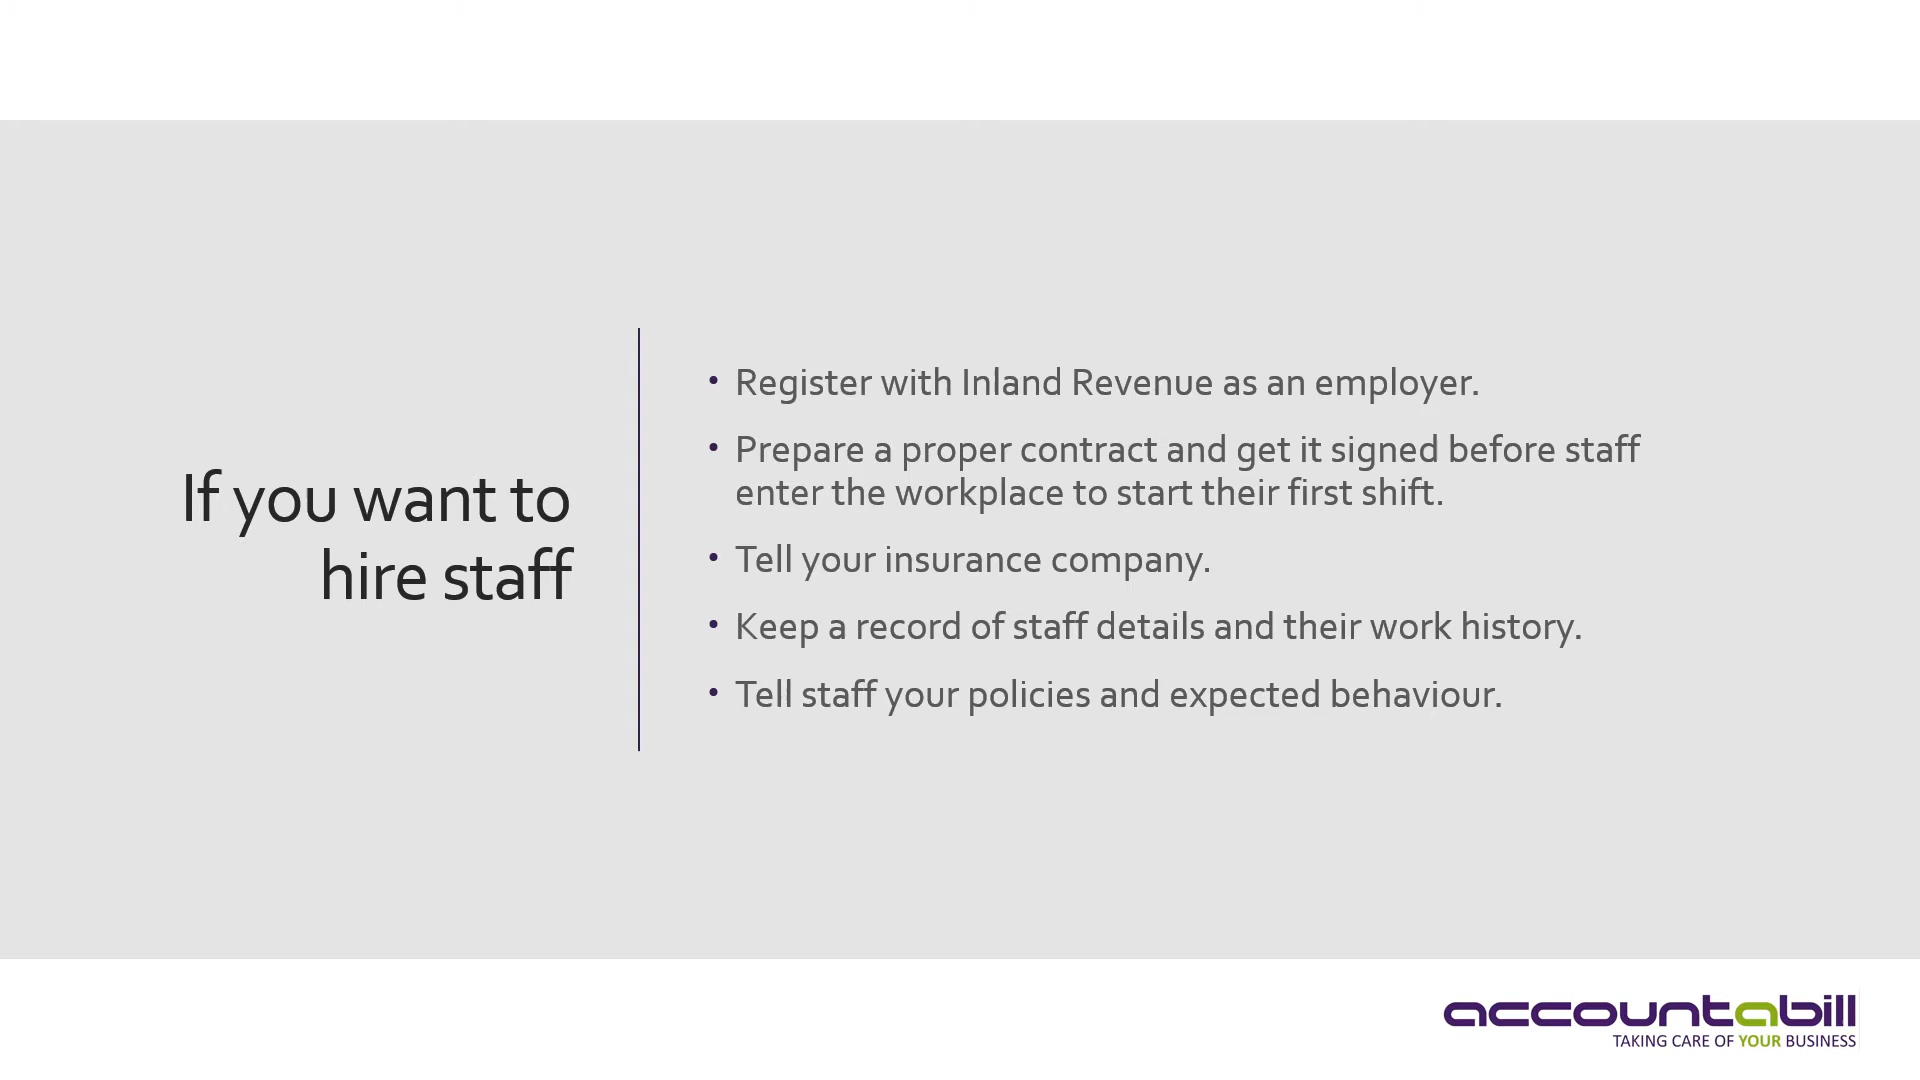 If you want to
hire staff
• Register with Inland Revenue as an employer.
• Prepare a proper contract and get it signed before staff
enter the workplace to start their first shift.
• Tell your insurance company.
• Keep a record of staff details and their work history.
• Tell staff your policies and expected behaviour.
accountabill
TAKING CARE OF YOUR BUSINESS